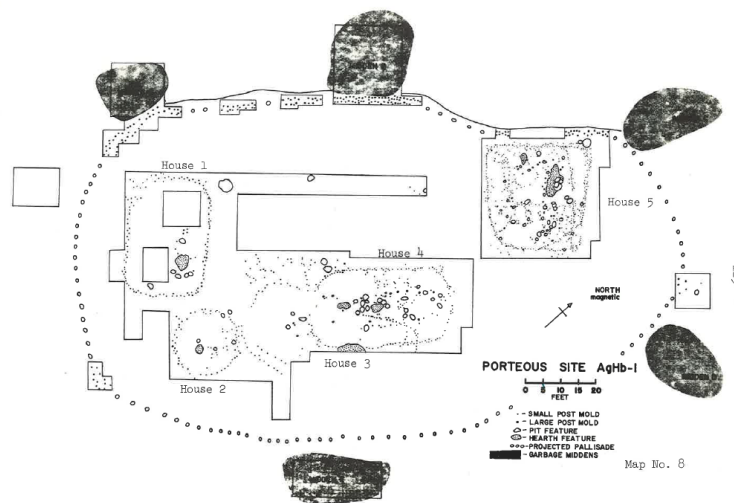 House 1
House 5
House 4
NORTH
magnetic
House 3
House 2
PORTEOUS SITE AgHb-1
0 5 10 15 20
FEET
- SMALL POST MOLD
- LARGE POST MOLD
- PIT FEATURE
- HEARTH FEATURE
- PROJECTED PALLISADE
- GARBAGE MIDDENS
Map No. 8